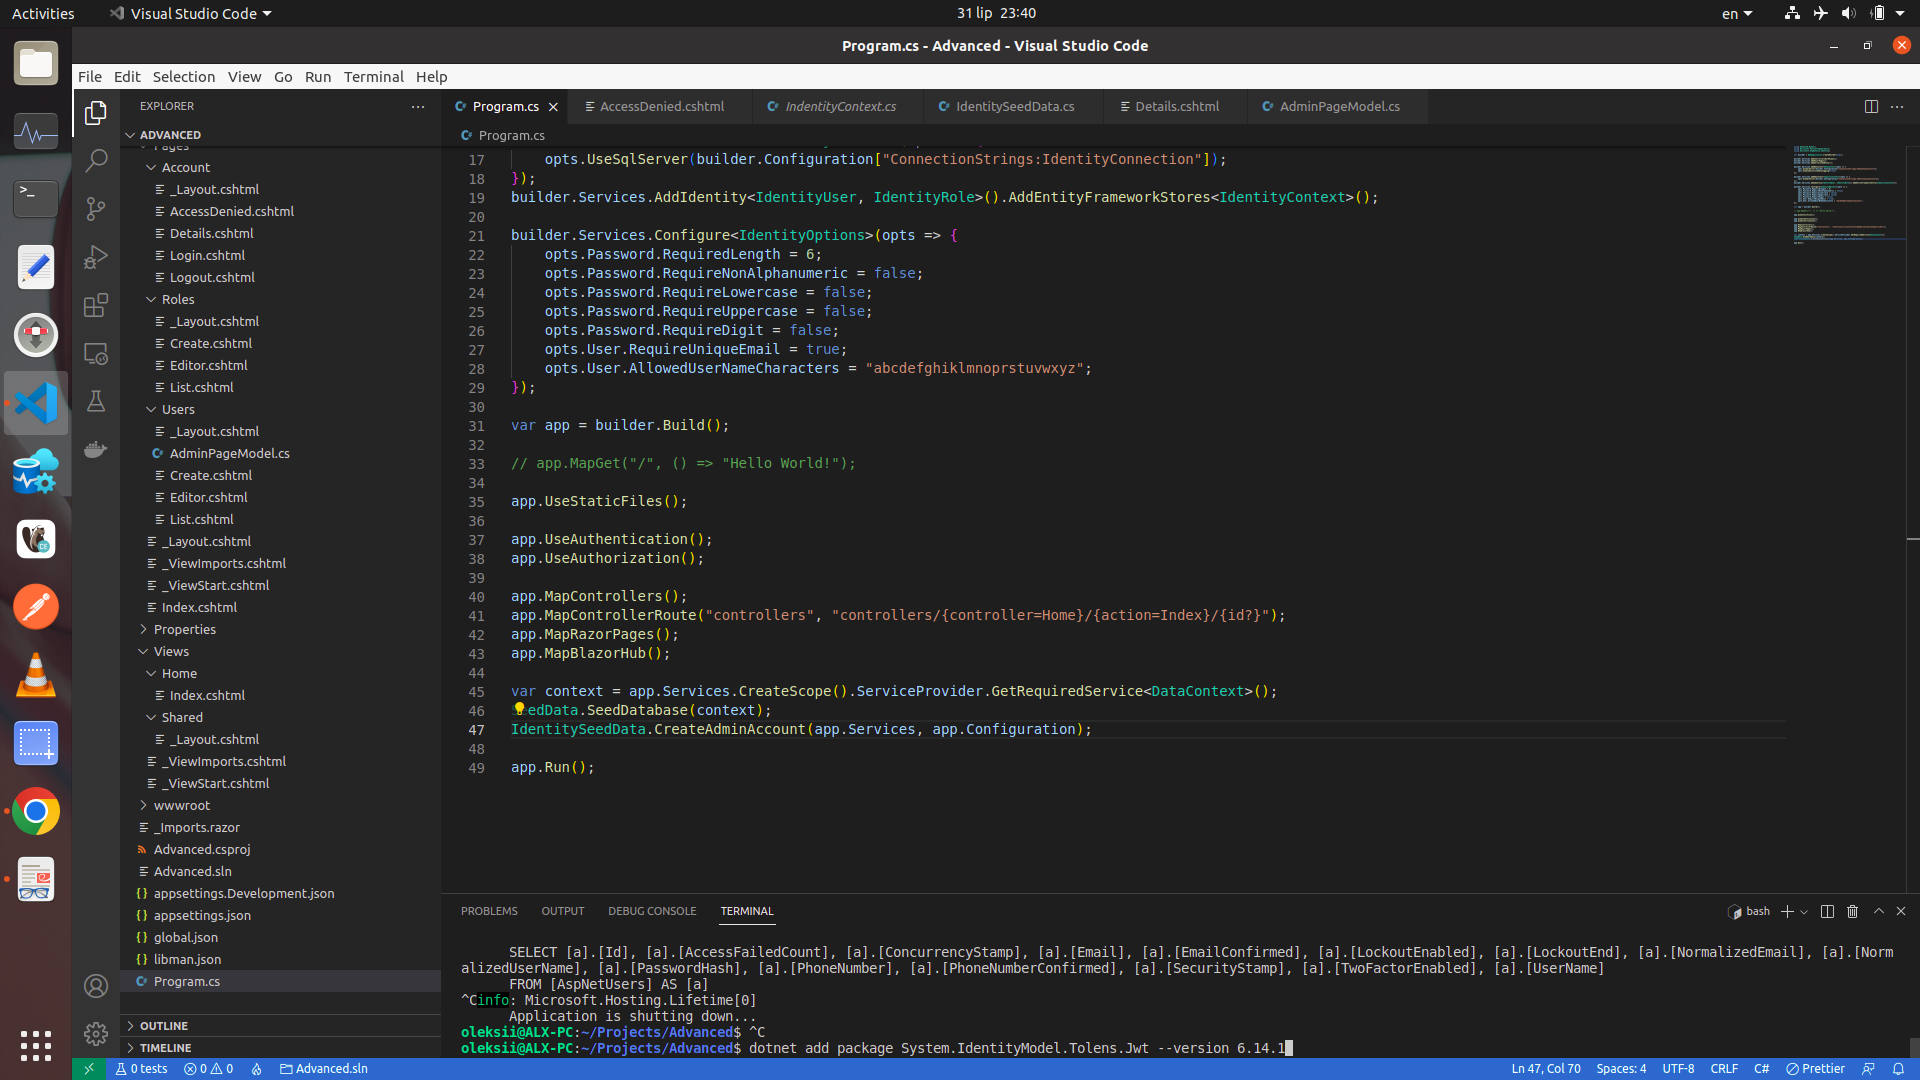 Activities
Visual Studio Code
31 lip 23:40
en
Program.cs - Advanced - Visual Studio Code
File Edit Selection View Go Run Terminal Help
EXPLORER
ADVANCED
Pages
Account
_Layout.cshtml
AccessDenied.cshtml
Details.cshtml
Login.cshtml
Logout.cshtml
Roles
_Layout.cshtml
Create.cshtml
Editor.cshtml
List.cshtml
Users
_Layout.cshtml
AdminPageModel.cs
Create.cshtml
Editor.cshtml
List.cshtml
_Layout.cshtml
_ViewImports.cshtml
_ViewStart.cshtml
Index.cshtml
Properties
Views
Home
Index.cshtml
Shared
_Layout.cshtml
_ViewImports.cshtml
_ViewStart.cshtml
wwwroot
_Imports.razor
Advanced.csproj
Advanced.sln
appsettings.Development.json
appsettings.json
global.json
libman.json
Program.cs
OUTLINE
TIMELINE
Program.cs
AccessDenied.cshtml
IndentityContext.cs
IdentitySeedData.cs
Details.cshtml
AdminPageModel.cs
Program.cs
17 opts.UseSqlServer(builder.Configuration["ConnectionStrings:IdentityConnection"]);
18 });
19 builder.Services.AddIdentity<IdentityUser, IdentityRole>().AddEntityFrameworkStores<IdentityContext>();
20
21 builder.Services.Configure<IdentityOptions>(opts => {
22 opts.Password.RequiredLength = 6;
23 opts.Password.RequireNonAlphanumeric = false;
24 opts.Password.RequireLowercase = false;
25 opts.Password.RequireUppercase = false;
26 opts.Password.RequireDigit = false;
27 opts.User.RequireUniqueEmail = true;
28 opts.User.AllowedUserNameCharacters = "abcdefghiklmnoprstuvwxyz";
29 });
30
31 var app = builder.Build();
32
33 // app.MapGet("/", () => "Hello World!");
34
35 app.UseStaticFiles();
36
37 app.UseAuthentication();
38 app.UseAuthorization();
39
40 app.MapControllers();
41 app.MapControllerRoute("controllers", "controllers/{controller=Home}/{action=Index}/{id?}");
42 app.MapRazorPages();
43 app.MapBlazorHub();
44
45 var context = app.Services.CreateScope().ServiceProvider.GetRequiredService<DataContext>();
46 SeedData.SeedDatabase(context);
47 IdentitySeedData.CreateAdminAccount(app.Services, app.Configuration);
48
49 app.Run();
PROBLEMS OUTPUT DEBUG CONSOLE TERMINAL
bash
SELECT [a].[Id], [a].[AccessFailedCount], [a].[ConcurrencyStamp], [a].[Email], [a].[EmailConfirmed], [a].[LockoutEnabled], [a].[LockoutEnd], [a].[NormalizedEmail], [a].[Norm
alizedUserName], [a].[PasswordHash], [a].[PhoneNumber], [a].[PhoneNumberConfirmed], [a].[SecurityStamp], [a].[TwoFactorEnabled], [a].[UserName]
FROM [AspNetUsers] AS [a]
^Cinfo: Microsoft.Hosting.Lifetime[0]
Application is shutting down...
oleksii@ALX-PC:~/Projects/Advanced$ ^C
oleksii@ALX-PC:~/Projects/Advanced$ dotnet add package System.IdentityModel.Tolens.Jwt --version 6.14.1
0 tests
0 0
Advanced.sln
Ln 47, Col 70
Spaces: 4
UTF-8
CRLF
C#
Prettier